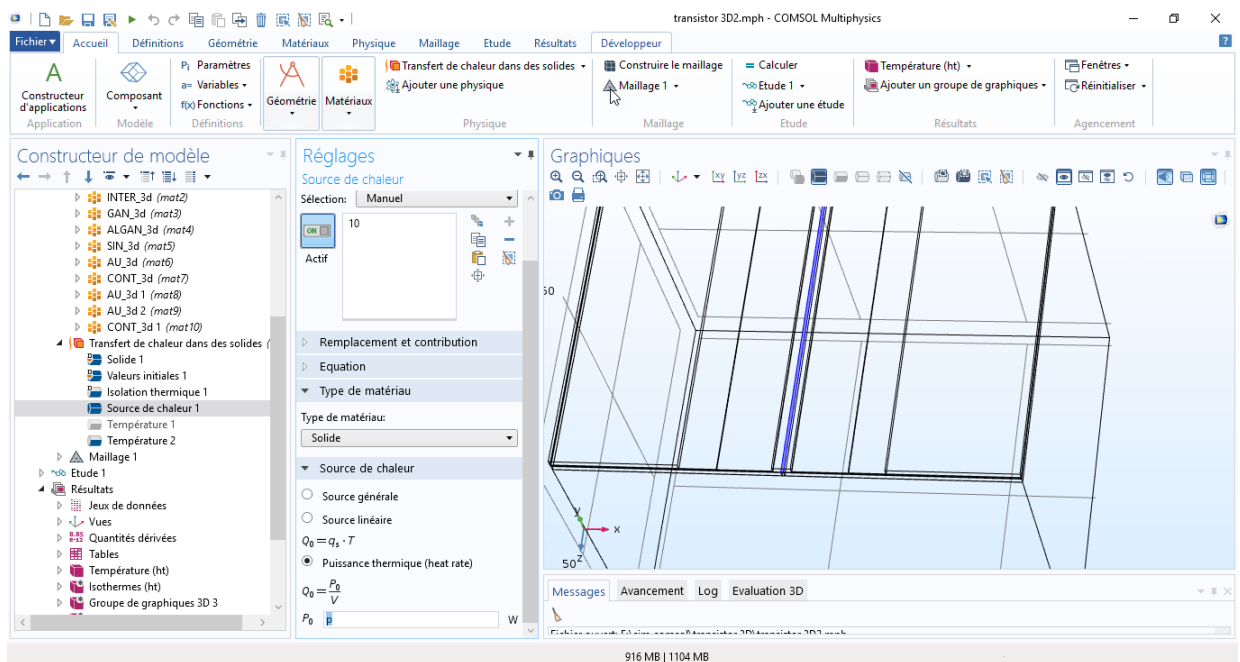 transistor 3D2.mph - COMSOL Multiphysics
Fichier Accueil Définitions Géométrie Matériaux Physique Maillage Etude Résultats Développeur ?
A
Constructeur d'applications
Application
Composant
Modèle
Pi Paramètres
a= Variables
f(x) Fonctions
Définitions
Géométrie
Matériaux
Transfert de chaleur dans des solides
Ajouter une physique
Physique
Construire le maillage
Maillage 1
Maillage
= Calculer
Etude 1
Ajouter une étude
Etude
Température (ht)
Ajouter un groupe de graphiques
Résultats
Fenêtres
Réinitialiser
Agencement
Constructeur de modèle
INTER_3d (mat2)
GAN_3d (mat3)
ALGAN_3d (mat4)
SIN_3d (mat5)
AU_3d (mat6)
CONT_3d (mat7)
AU_3d 1 (mat8)
AU_3d 2 (mat9)
CONT_3d 1 (mat10)
Transfert de chaleur dans des solides (
Solide 1
Valeurs initiales 1
Isolation thermique 1
Source de chaleur 1
Température 1
Température 2
Maillage 1
Etude 1
Résultats
Jeux de données
Vues
Quantités dérivées
Tables
Température (ht)
Isothermes (ht)
Groupe de graphiques 3D 3
Réglages
Source de chaleur
Sélection: Manuel
ON
Actif
10
Remplacement et contribution
Equation
Type de matériau
Type de matériau:
Solide
Source de chaleur
Source générale
Source linéaire
Q₀ = qₛ · T
Puissance thermique (heat rate)
Q₀ = P₀/V
P₀ p W
Graphiques
xy yz zx
50
y
x
z
50
Messages Avancement Log Evaluation 3D
916 MB | 1104 MB